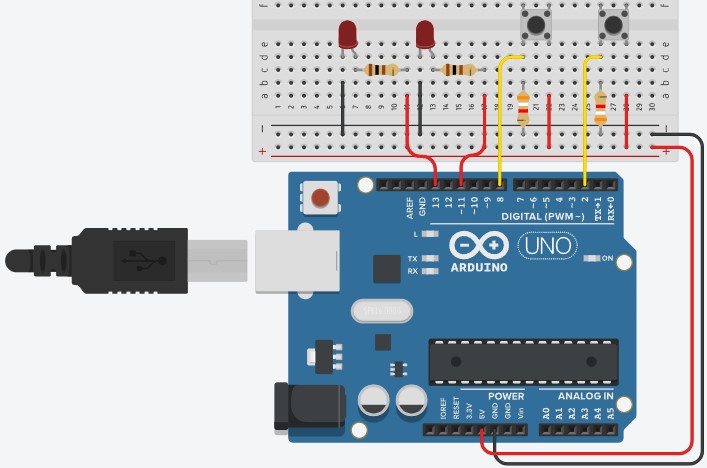 a b c d e f
a b c d e f
1 2 3 4 5 6 7 8 9 10 11 12 13 14 15 16 17 18 19 20 21 22 23 24 25 26 27 28 29 30
− −
+ +
AREF GND 13 12 ~11 ~10 ~9 8 7 ~6 ~5 4 ~3 2 TX→1 RX←0
DIGITAL (PWM~)
L
TX
RX
UNO
ON
ARDUINO
POWER ANALOG IN
IOREF RESET 3.3V 5V GND GND Vin A0 A1 A2 A3 A4 A5